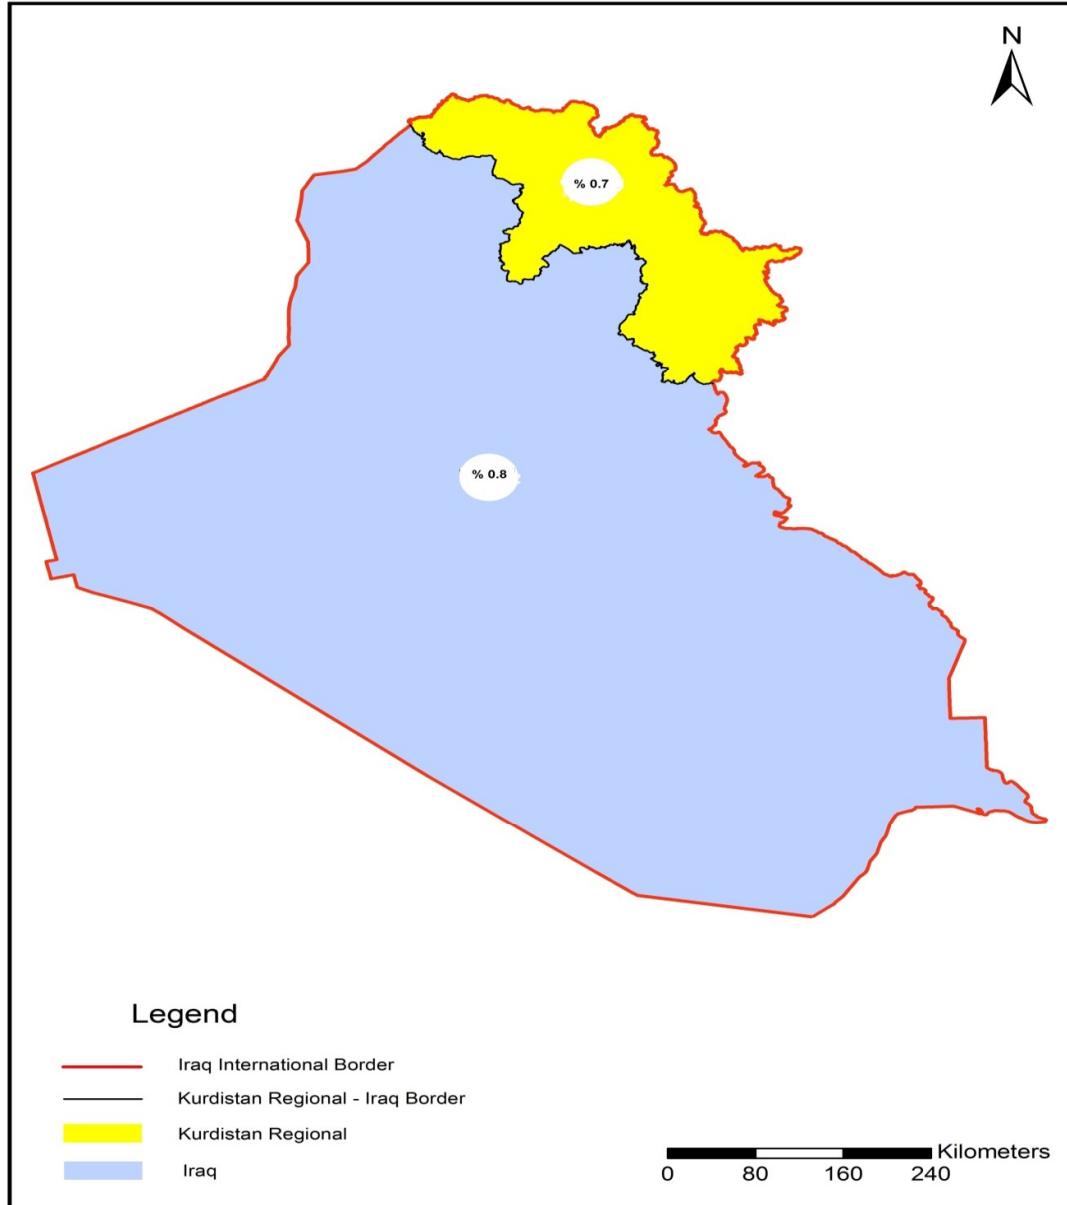 N
% 0.7
% 0.8
Legend
Iraq International Border
Kurdistan Regional - Iraq Border
Kurdistan Regional
Iraq
Kilometers
0 80 160 240